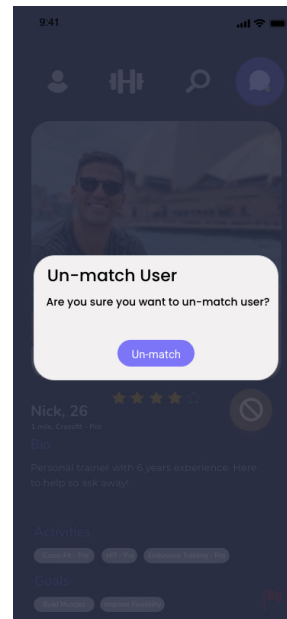 9:41
Un-match User
Are you sure you want to un-match user?
Un-match
Nick, 26
Bio
Personal trainer with 6 years experience. Here
to help so ask away!
Activities
Goals